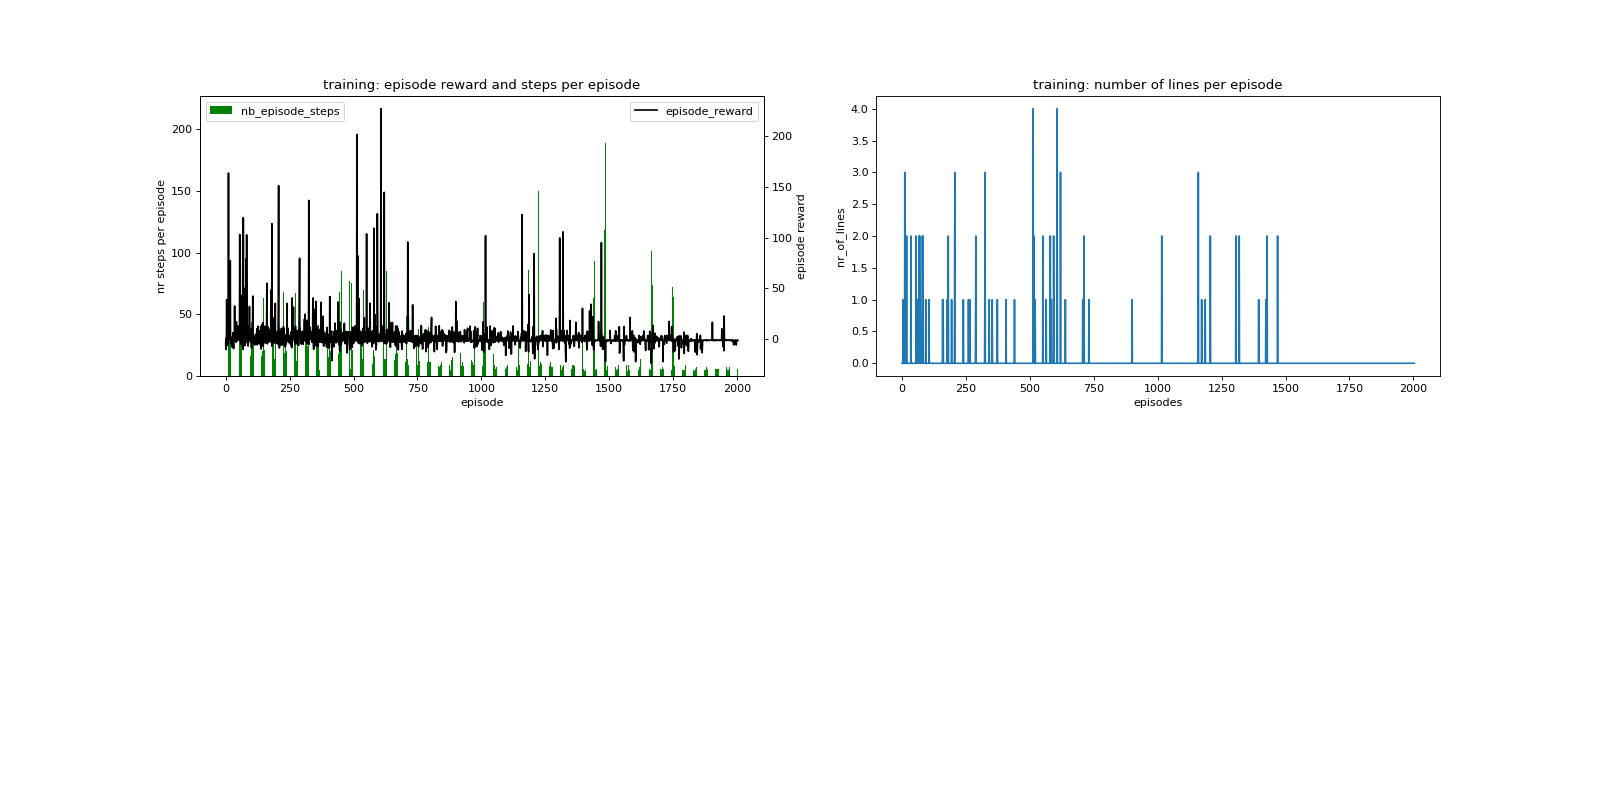 training: episode reward and steps per episode
nb_episode_steps
episode_reward
nr steps per episode
200
150
100
50
0
200
150
100
50
0
episode reward
0 250 500 750 1000 1250 1500 1750 2000
episode
training: number of lines per episode
nr_of_lines
4.0
3.5
3.0
2.5
2.0
1.5
1.0
0.5
0.0
0 250 500 750 1000 1250 1500 1750 2000
episodes